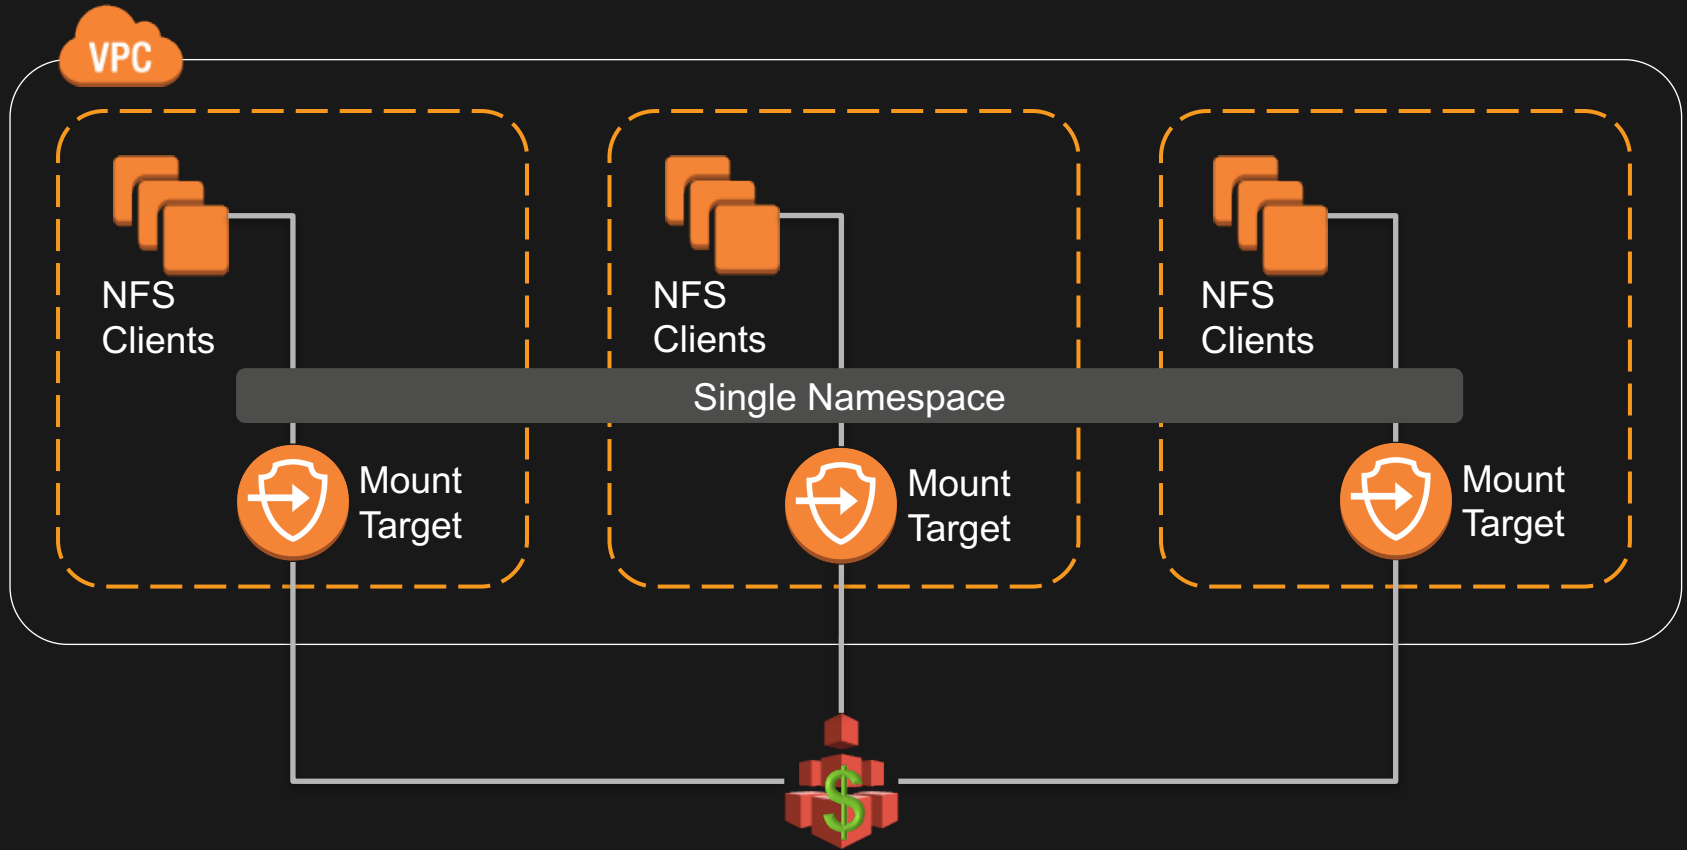 VPC
NFS
Clients
NFS
Clients
NFS
Clients
Single Namespace
Mount
Target
Mount
Target
Mount
Target
$